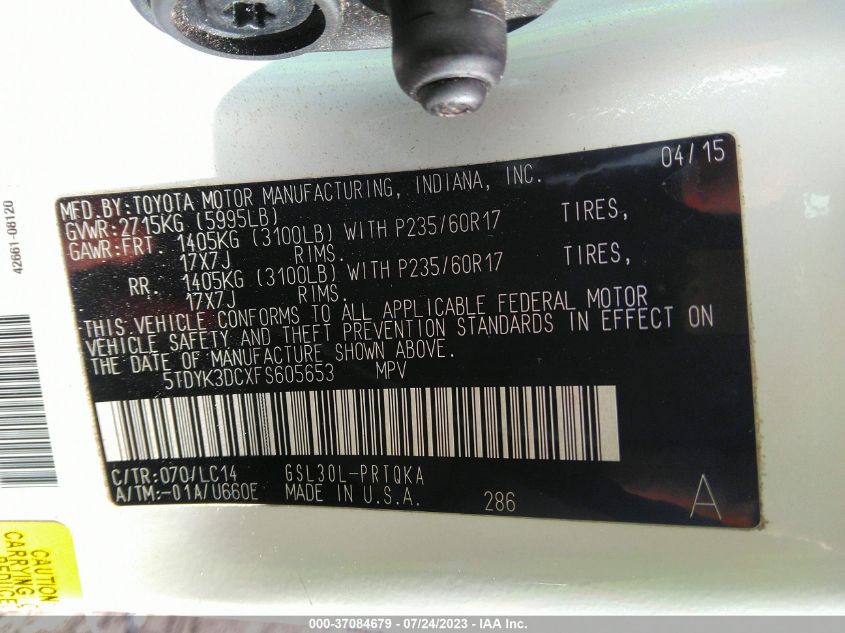 04/15
MFD.BY:TOYOTA MOTOR MANUFACTURING, INDIANA, INC.
GVWR:2715KG (5995LB)
GAWR:FRT. 1405KG (3100LB) WITH P235/60R17 TIRES,
17X7J RIMS.
RR. 1405KG (3100LB) WITH P235/60R17 TIRES,
17X7J RIMS.
THIS VEHICLE CONFORMS TO ALL APPLICABLE FEDERAL MOTOR
VEHICLE SAFETY AND THEFT PREVENTION STANDARDS IN EFFECT ON
THE DATE OF MANUFACTURE SHOWN ABOVE.
5TDYK3DCXFS605653 MPV
C/TR:070/LC14 GSL30L-PRTQKA
A/TM:-01A/U660E MADE IN U.S.A. 286 A
42661-08120
CAUTION
CARRYING
REDUCE
000-37084679 | 07/24/2023 | © IAA Inc.